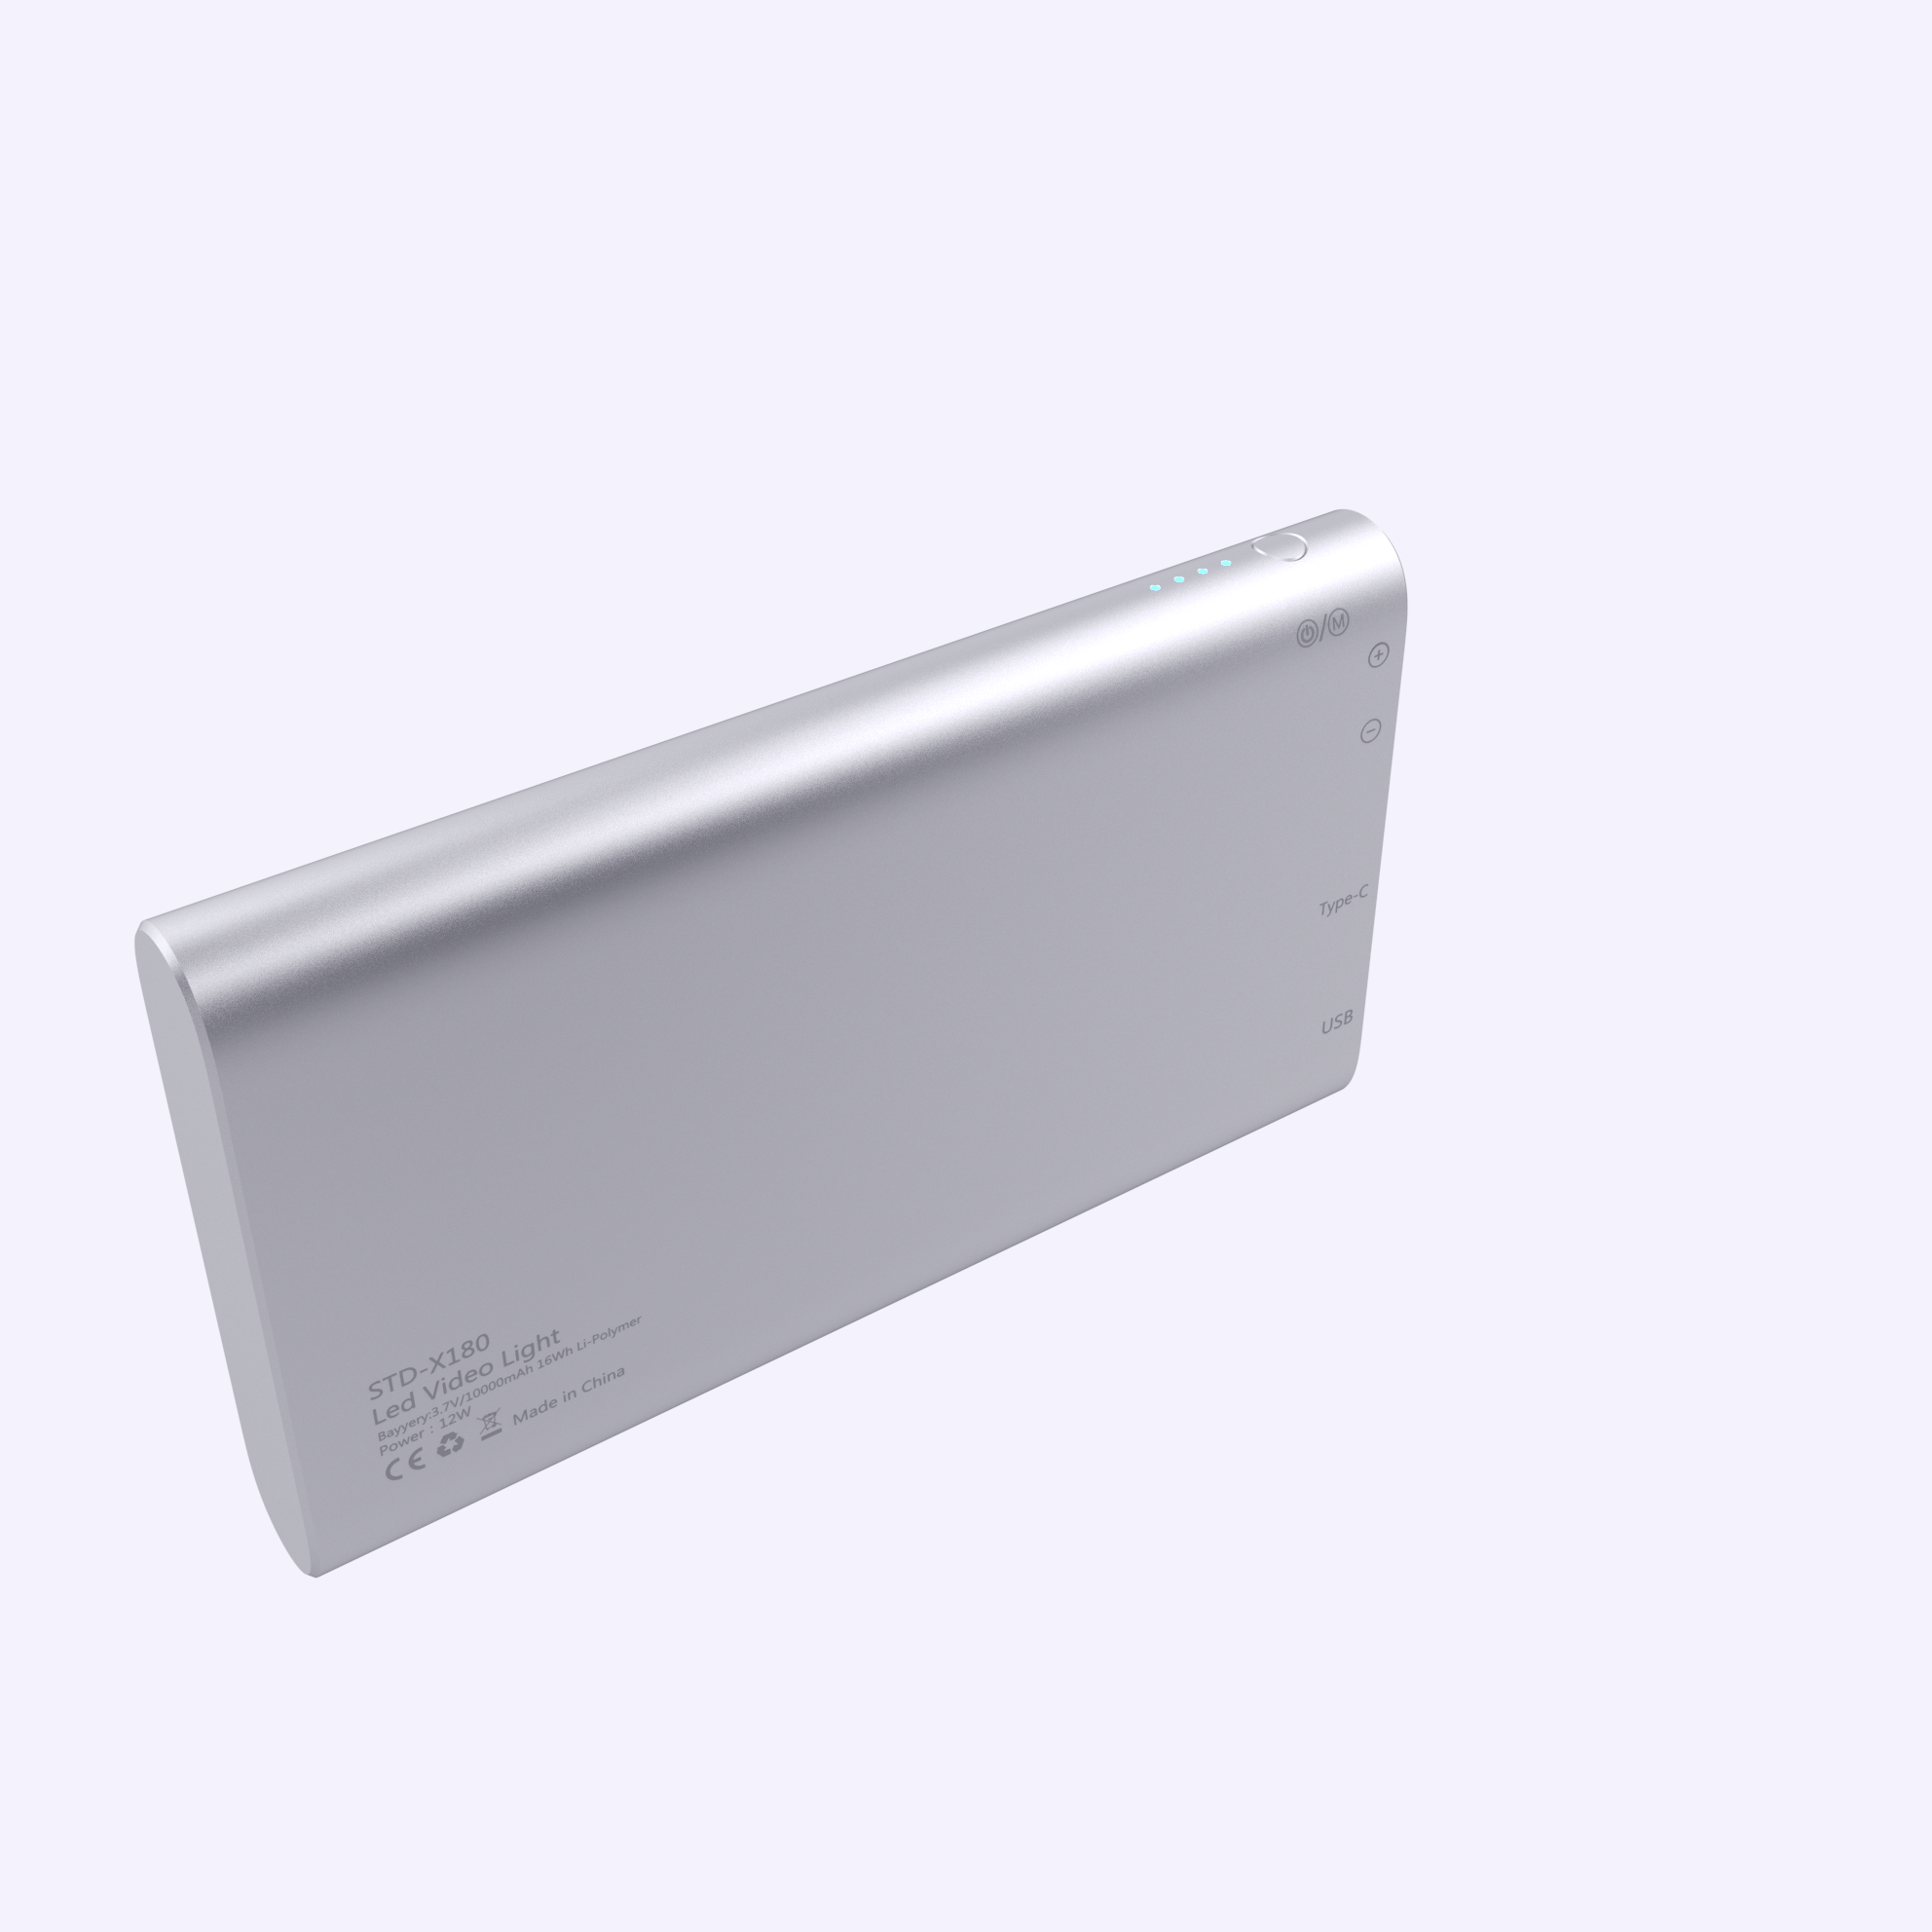 /M
+
-
Type-C
USB
STD-X180
Led Video Light
Bayyery:3.7V/10000mAh 16Wh Li-Polymer
Power : 12W
CE Made in China